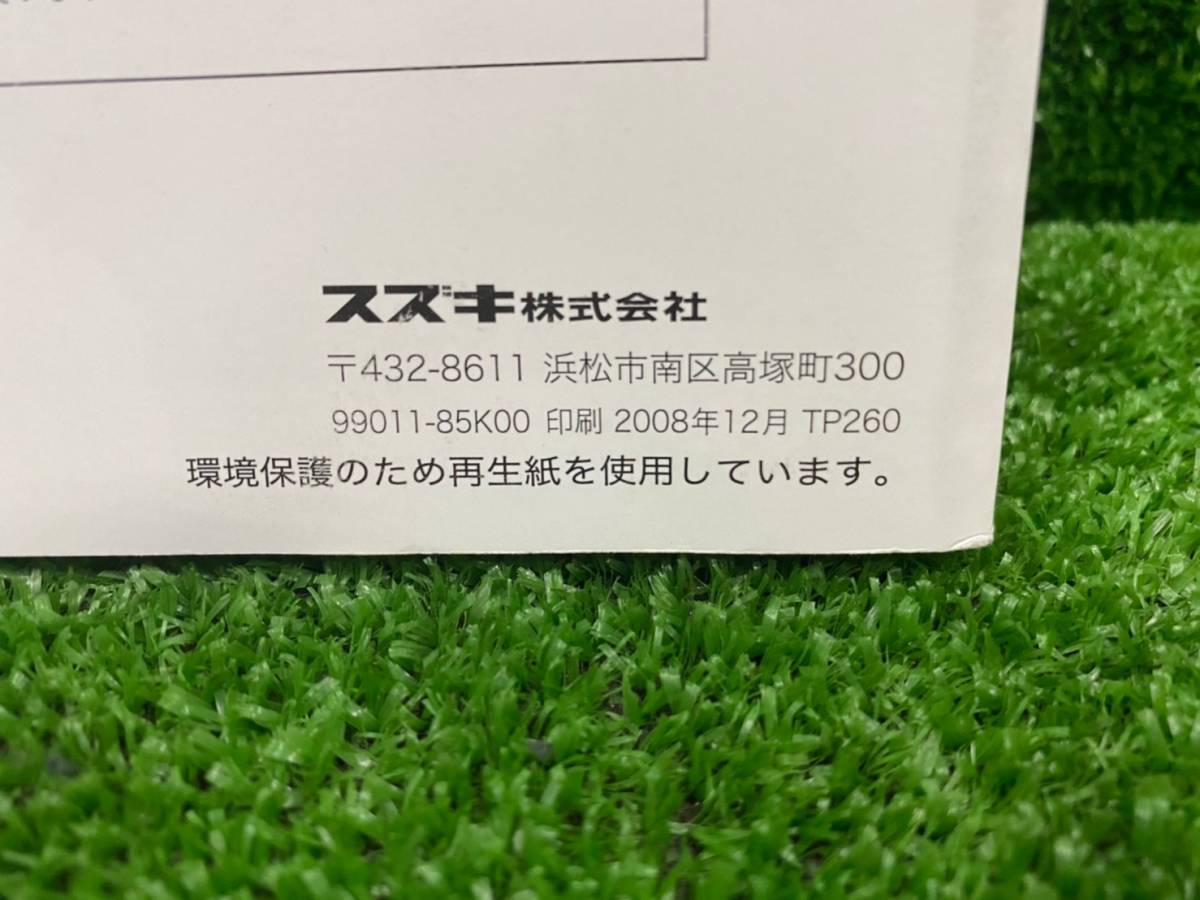 スズキ株式会社
〒432-8611 浜松市南区高塚町300
99011-85K00 印刷 2008年12月 TP260
環境保護のため再生紙を使用しています。